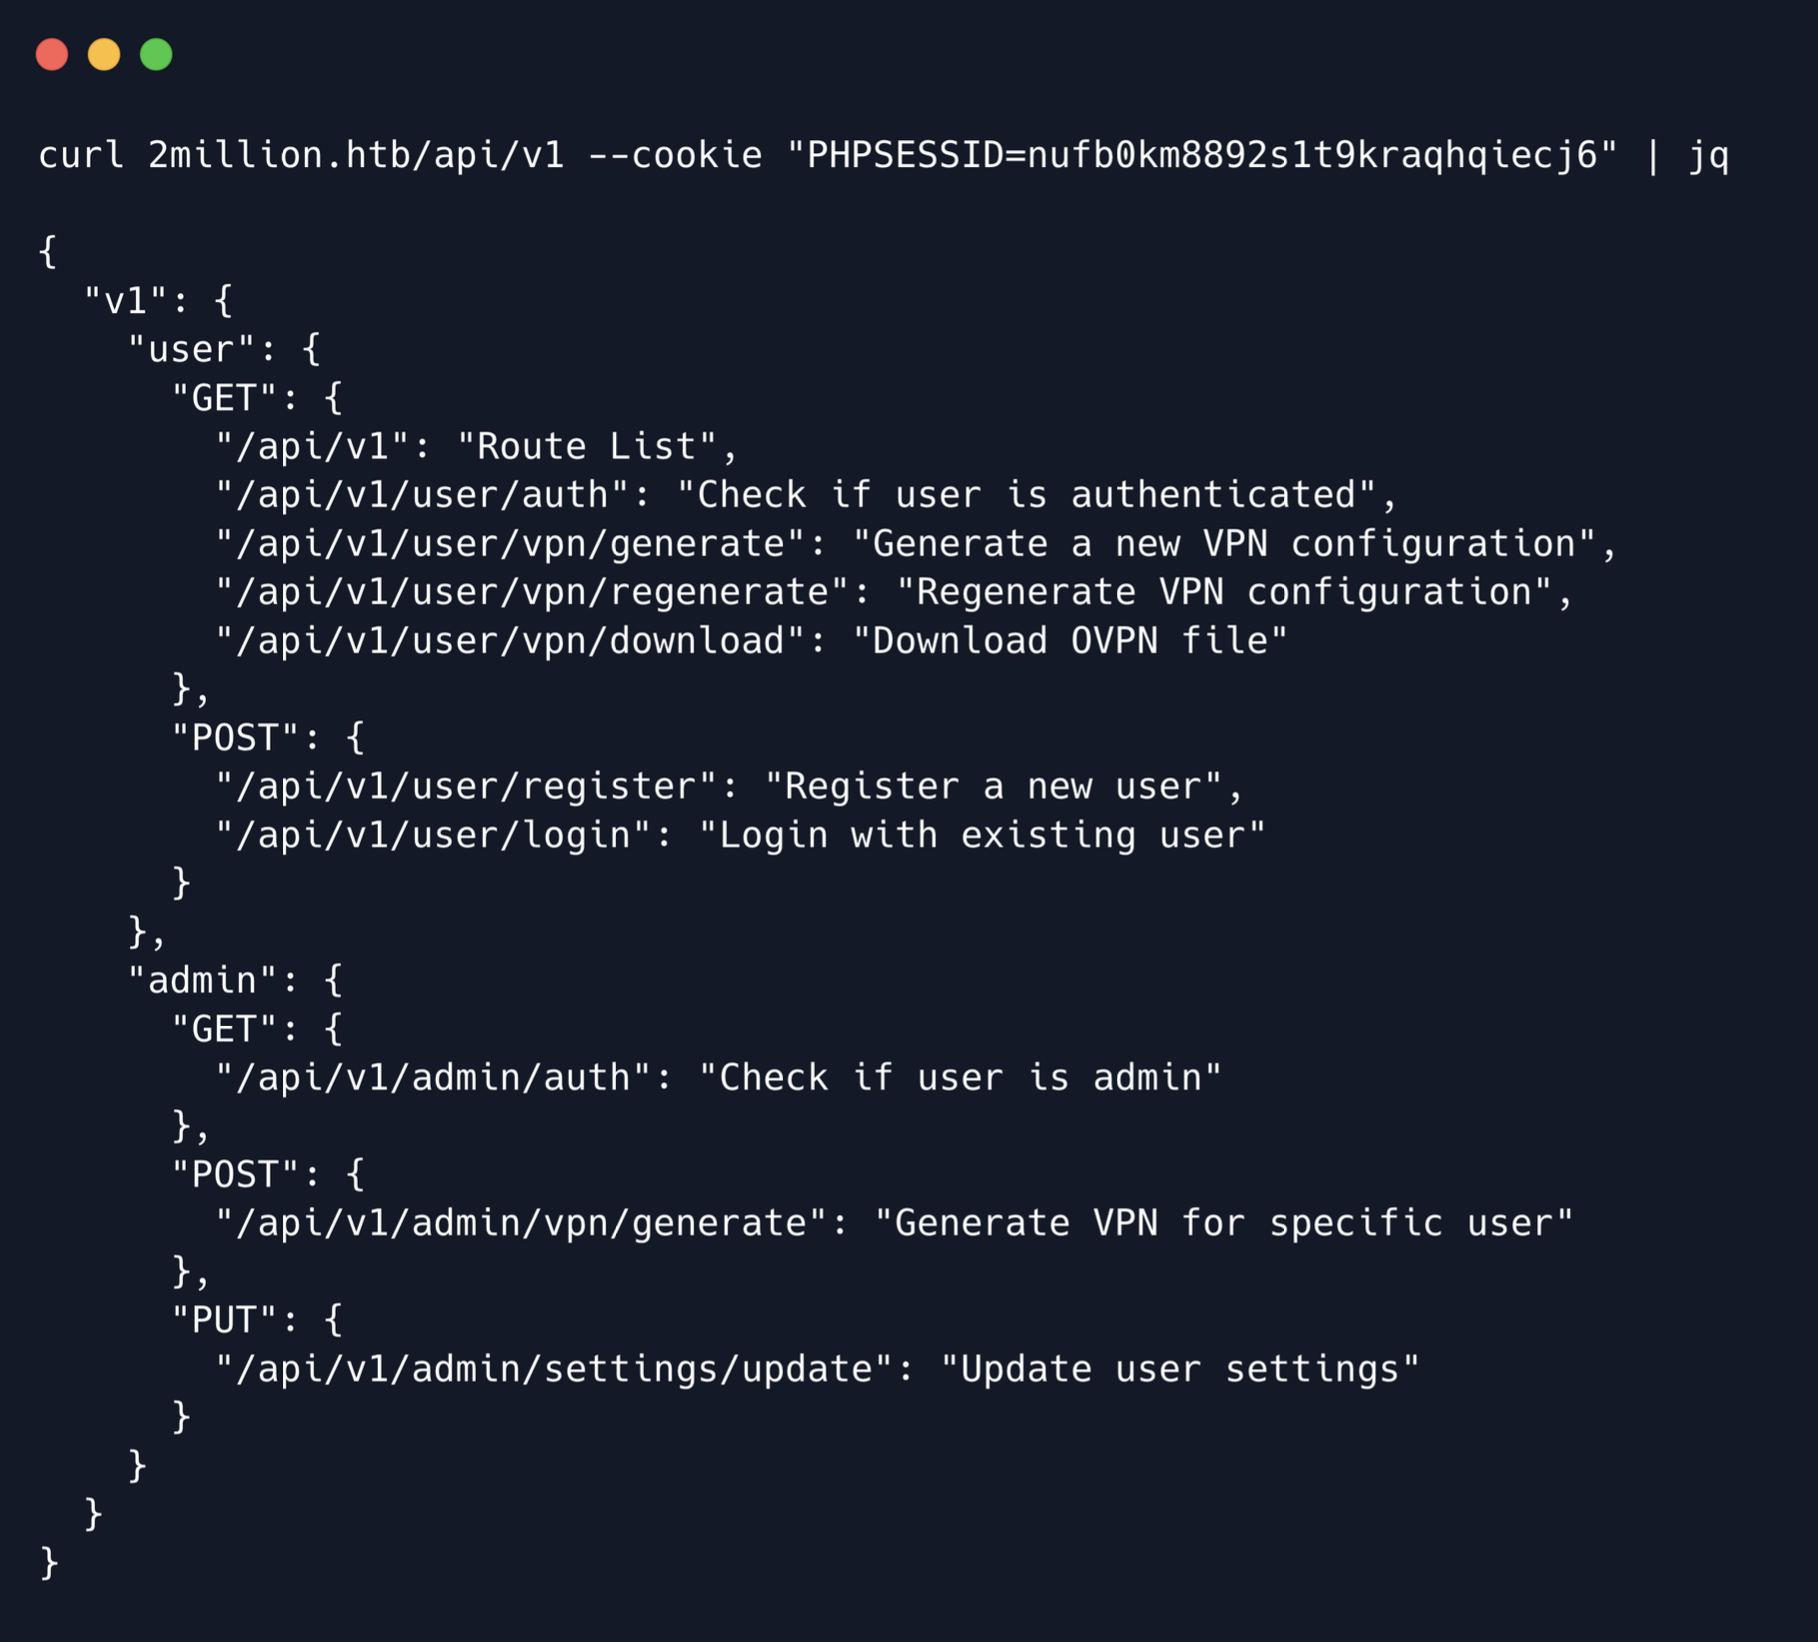 curl 2million.htb/api/v1 --cookie "PHPSESSID=nufb0km8892s1t9kraqhqiecj6" | jq
{
  "v1": {
    "user": {
      "GET": {
        "/api/v1": "Route List",
        "/api/v1/user/auth": "Check if user is authenticated",
        "/api/v1/user/vpn/generate": "Generate a new VPN configuration",
        "/api/v1/user/vpn/regenerate": "Regenerate VPN configuration",
        "/api/v1/user/vpn/download": "Download OVPN file"
      },
      "POST": {
        "/api/v1/user/register": "Register a new user",
        "/api/v1/user/login": "Login with existing user"
      }
    },
    "admin": {
      "GET": {
        "/api/v1/admin/auth": "Check if user is admin"
      },
      "POST": {
        "/api/v1/admin/vpn/generate": "Generate VPN for specific user"
      },
      "PUT": {
        "/api/v1/admin/settings/update": "Update user settings"
      }
    }
  }
}